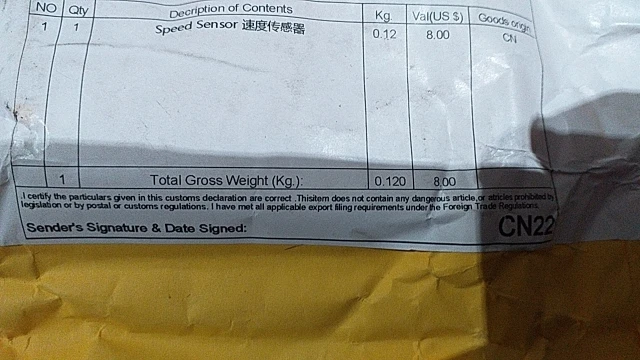 NO Qty Decription of Contents Kg. Val(US $) Goods origin
1 1 Speed Sensor 速度传感器 0.12 8.00 CN
1 Total Gross Weight (Kg.): 0.120 8.00
.I certify the particulars given in this customs declaration are correct .Thisitem does not contain any dangerous article,or atricles prohibited by
legislation or by postal or customs regulations. I have met all applicable export filing requirements under the Foreign Trade Regulations.
Sender's Signature & Date Signed: CN22